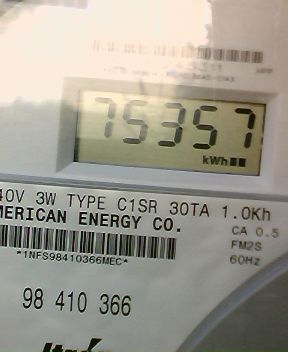 75357
kWh
40V 3W TYPE C1SR 30TA 1.0Kh
MERICAN ENERGY CO.
CA 0.5
FM2S
*1NFS98410366MEC*
60Hz
98 410 366
Itron